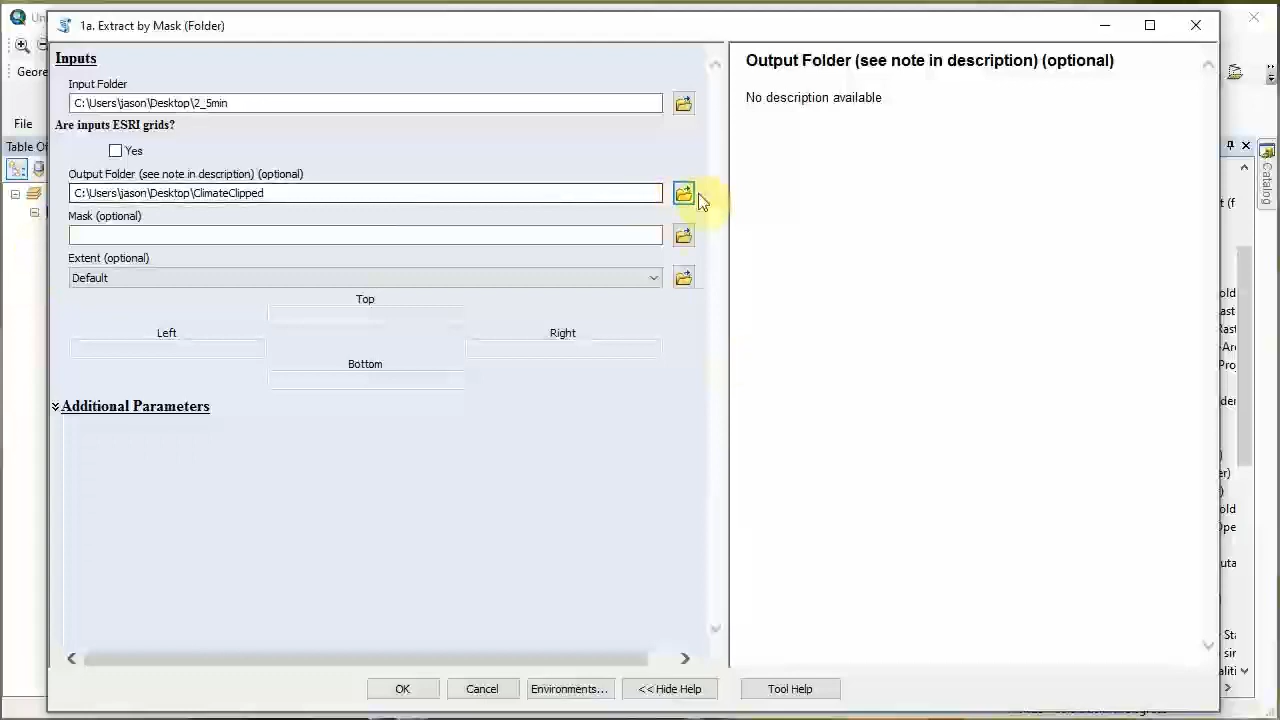 1a. Extract by Mask (Folder)
Inputs
Input Folder
C:\Users\jason\Desktop\2_5min
Are inputs ESRI grids?
Yes
Output Folder (see note in description) (optional)
C:\Users\jason\Desktop\ClimateClipped
Mask (optional)
Extent (optional)
Default
Top
Left
Right
Bottom
Additional Parameters
OK
Cancel
Environments...
<< Hide Help
Tool Help
Output Folder (see note in description) (optional)
No description available
File
Catalog